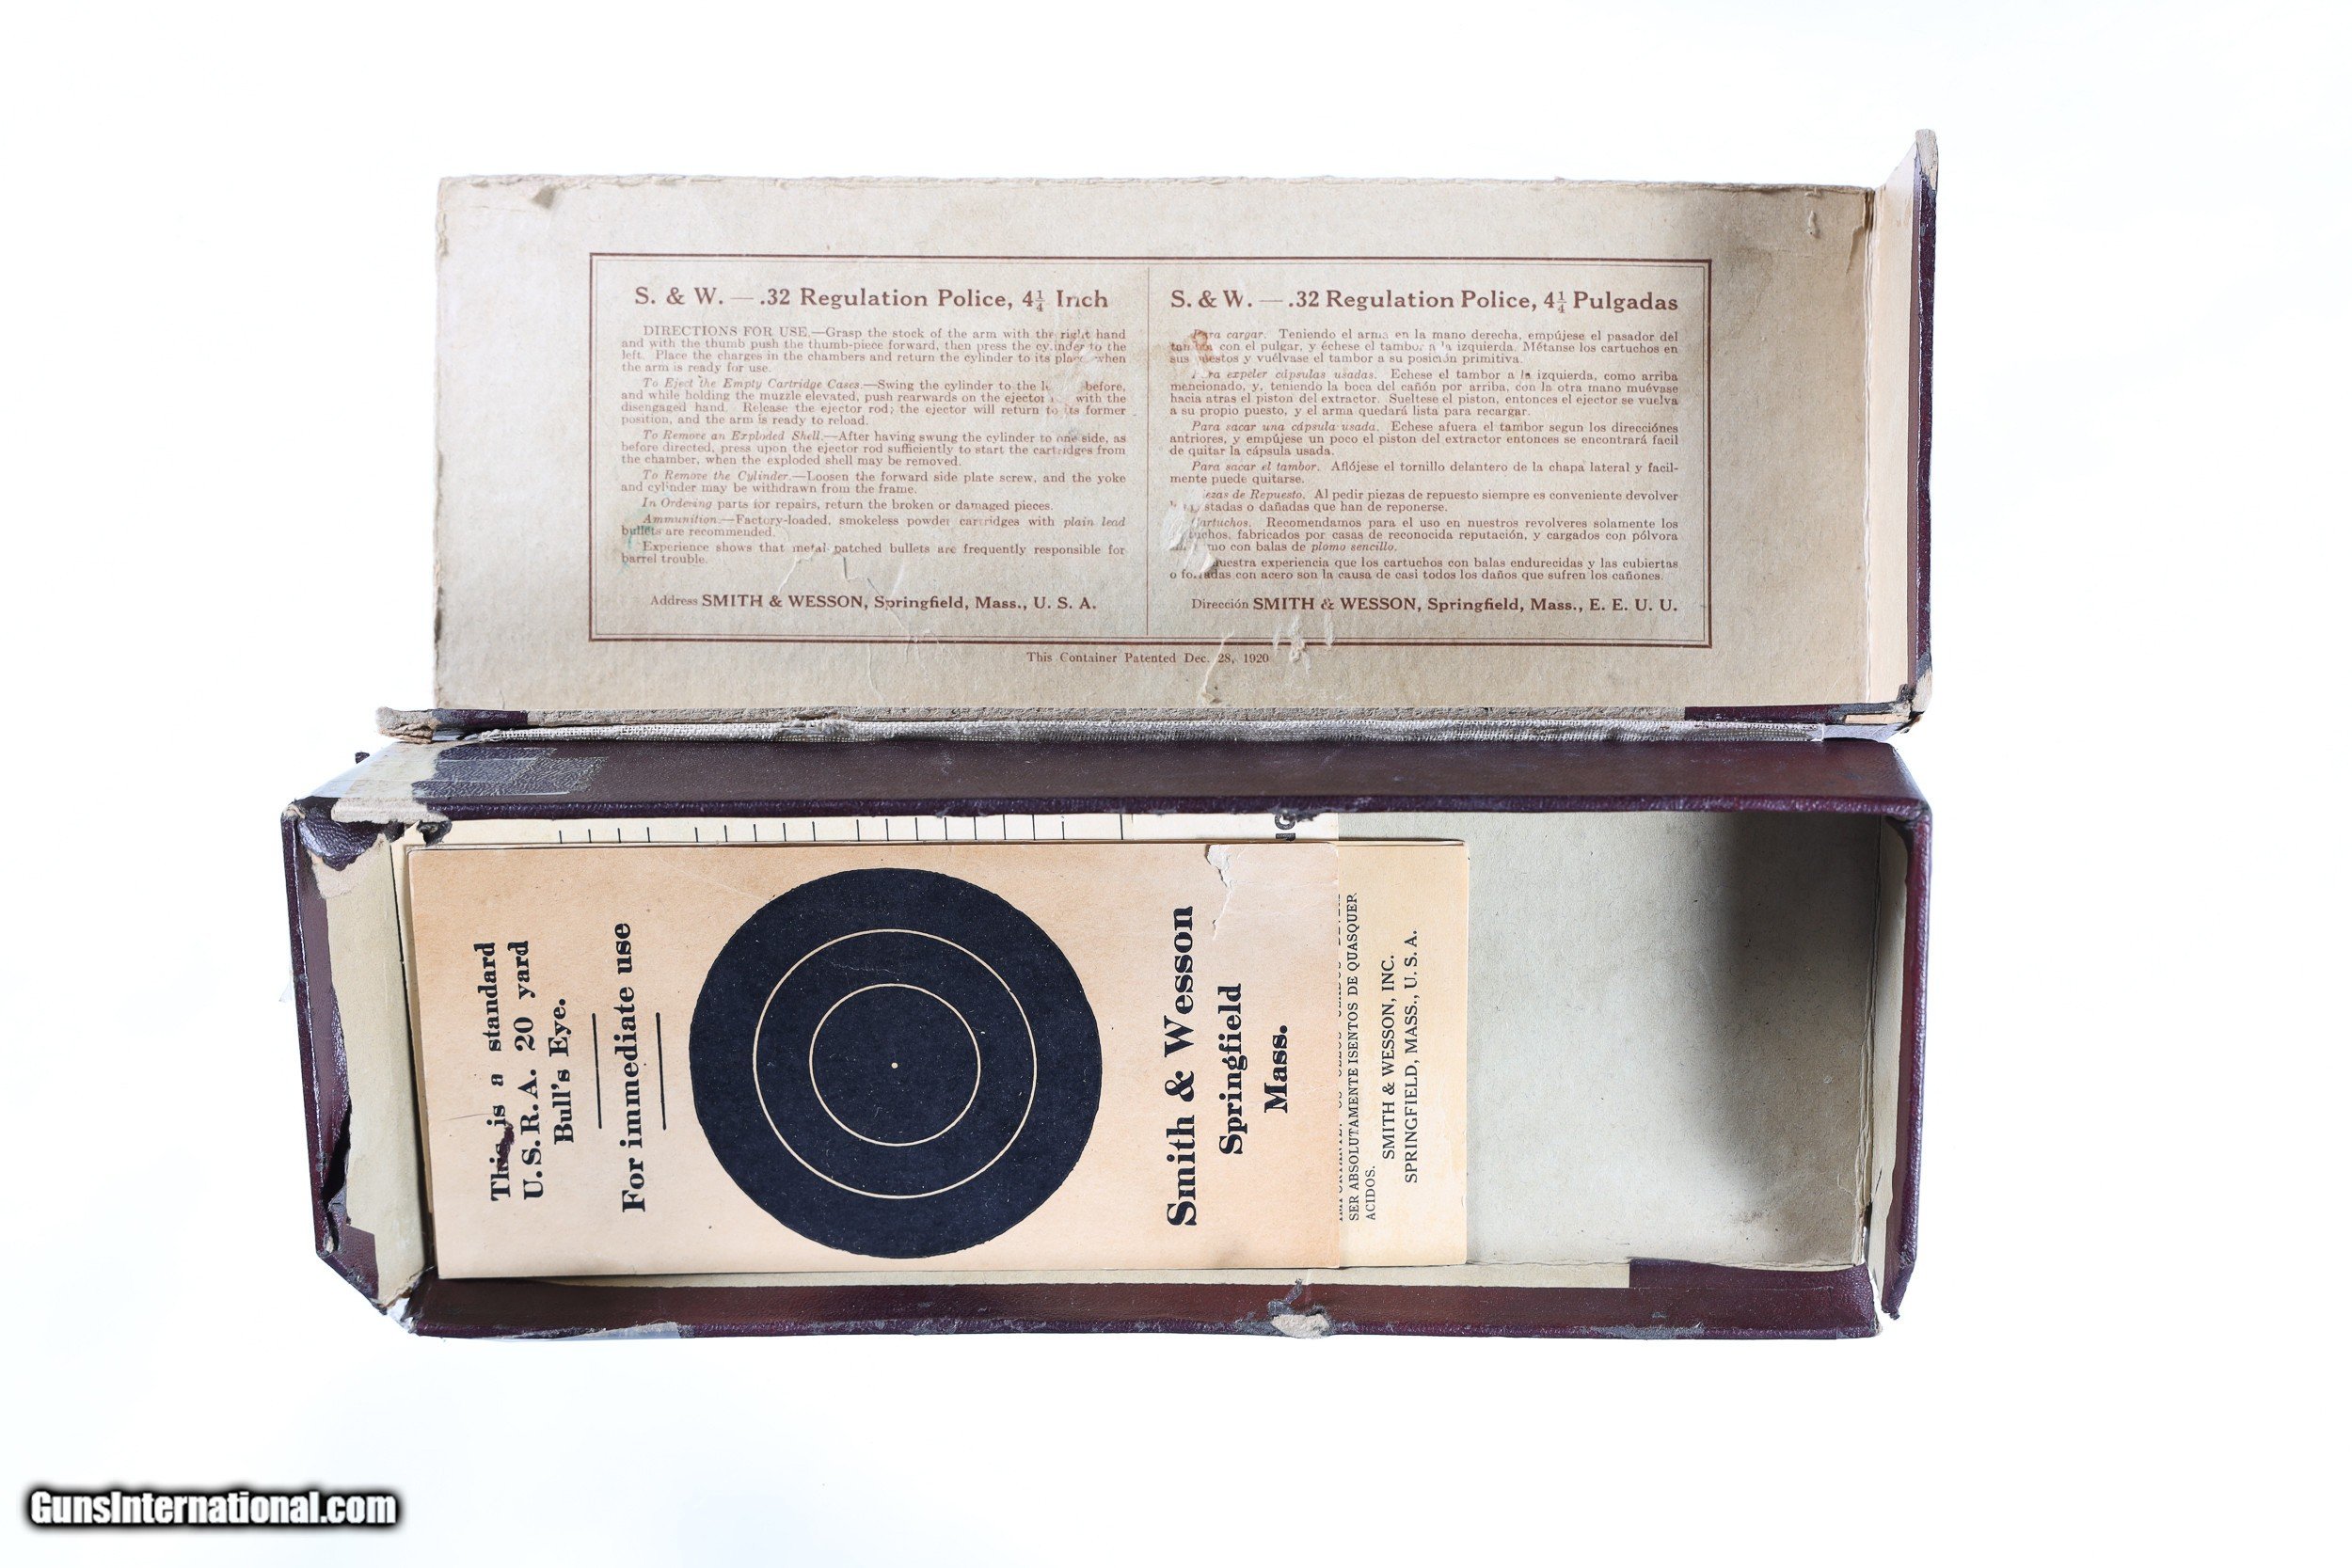 S. & W. — .32 Regulation Police, 4¼ Inch
DIRECTIONS FOR USE.—Grasp the stock of the arm with the right hand
and with the thumb push the thumb-piece forward, then press the cylinder to the
left. Place the charges in the chambers and return the cylinder to its place when
the arm is ready for use.
To Eject the Empty Cartridge Cases.—Swing the cylinder to the before,
and while holding the muzzle elevated, push rearwards on the ejector with the
disengaged hand. Release the ejector rod; the ejector will return to its former
position, and the arm is ready to reload.
To Remove an Exploded Shell.—After having swung the cylinder to one side, as
before directed, press upon the ejector rod sufficiently to start the cartridges from
the chamber, when the exploded shell may be removed.
To Remove the Cylinder.—Loosen the forward side plate screw, and the yoke
and cylinder may be withdrawn from the frame.
In Ordering parts for repairs, return the broken or damaged pieces.
Ammunition.—Factory-loaded, smokeless powder cartridges with plain lead
bullets are recommended.
Experience shows that metal patched bullets are frequently responsible for
barrel trouble.
Address SMITH & WESSON, Springfield, Mass., U. S. A.
S. & W. — .32 Regulation Police, 4¼ Pulgadas
Para cargar. Teniendo el arma en la mano derecha, empújese el pasador del
con el pulgar, y échese el tambor a la izquierda. Métanse los cartuchos en
sus puestos y vuélvase el tambor a su posición primitiva.
Para expeler cápsulas usadas. Echese el tambor a la izquierda, como arriba
mencionado, y, teniendo la boca del cañón por arriba, con la otra mano muévase
hacia atras el piston del extractor. Sueltese el piston, entonces el ejector se vuelva
a su propio puesto, y el arma quedará lista para recargar.
Para sacar una cápsula usada. Echese afuera el tambor segun los direcciónes
antriores, y empújese un poco el piston del extractor entonces se encontrará facil
de quitar la cápsula usada.
Para sacar el tambor. Aflójese el tornillo delantero de la chapa lateral y facil-
mente puede quitarse.
de Repuesto. Al pedir piezas de repuesto siempre es conveniente devolver
o dañadas que han de reponerse.
Cartuchos. Recomendamos para el uso en nuestros revolveres solamente los
fabricados por casas de reconocida reputación, y cargados con pólvora
con balas de plomo sencillo.
experiencia que los cartuchos con balas endurecidas y las cubiertas
o forradas con acero son la causa de casi todos los daños que sufren los cañones.
Dirección SMITH & WESSON, Springfield, Mass., E. E. U. U.
This Container Patented Dec. 28, 1920
This is a standard
U.S.R.A. 20 yard
Bull's Eye.
For immediate use
Smith & Wesson
Springfield
Mass.
SER ABSOLUTAMENTE ISENTOS DE QUASQUER
ACIDOS.
SMITH & WESSON, INC.
SPRINGFIELD, MASS., U. S. A.
GunsInternational.com